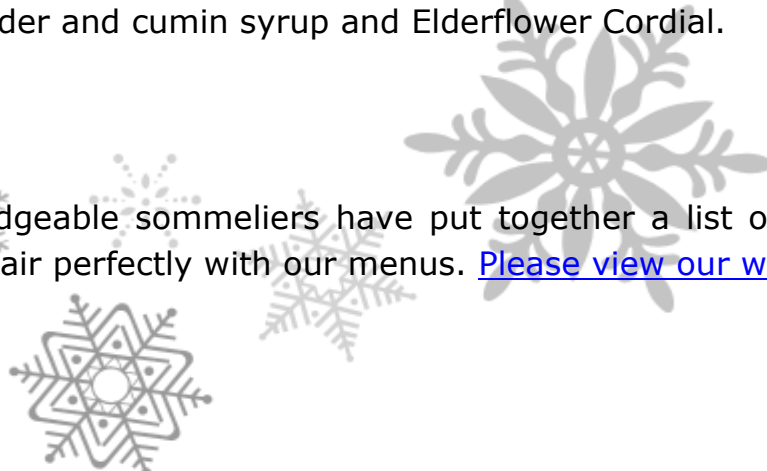 der and cumin syrup and Elderflower Cordial.
dgeable sommeliers have put together a list o
air perfectly with our menus. Please view our w